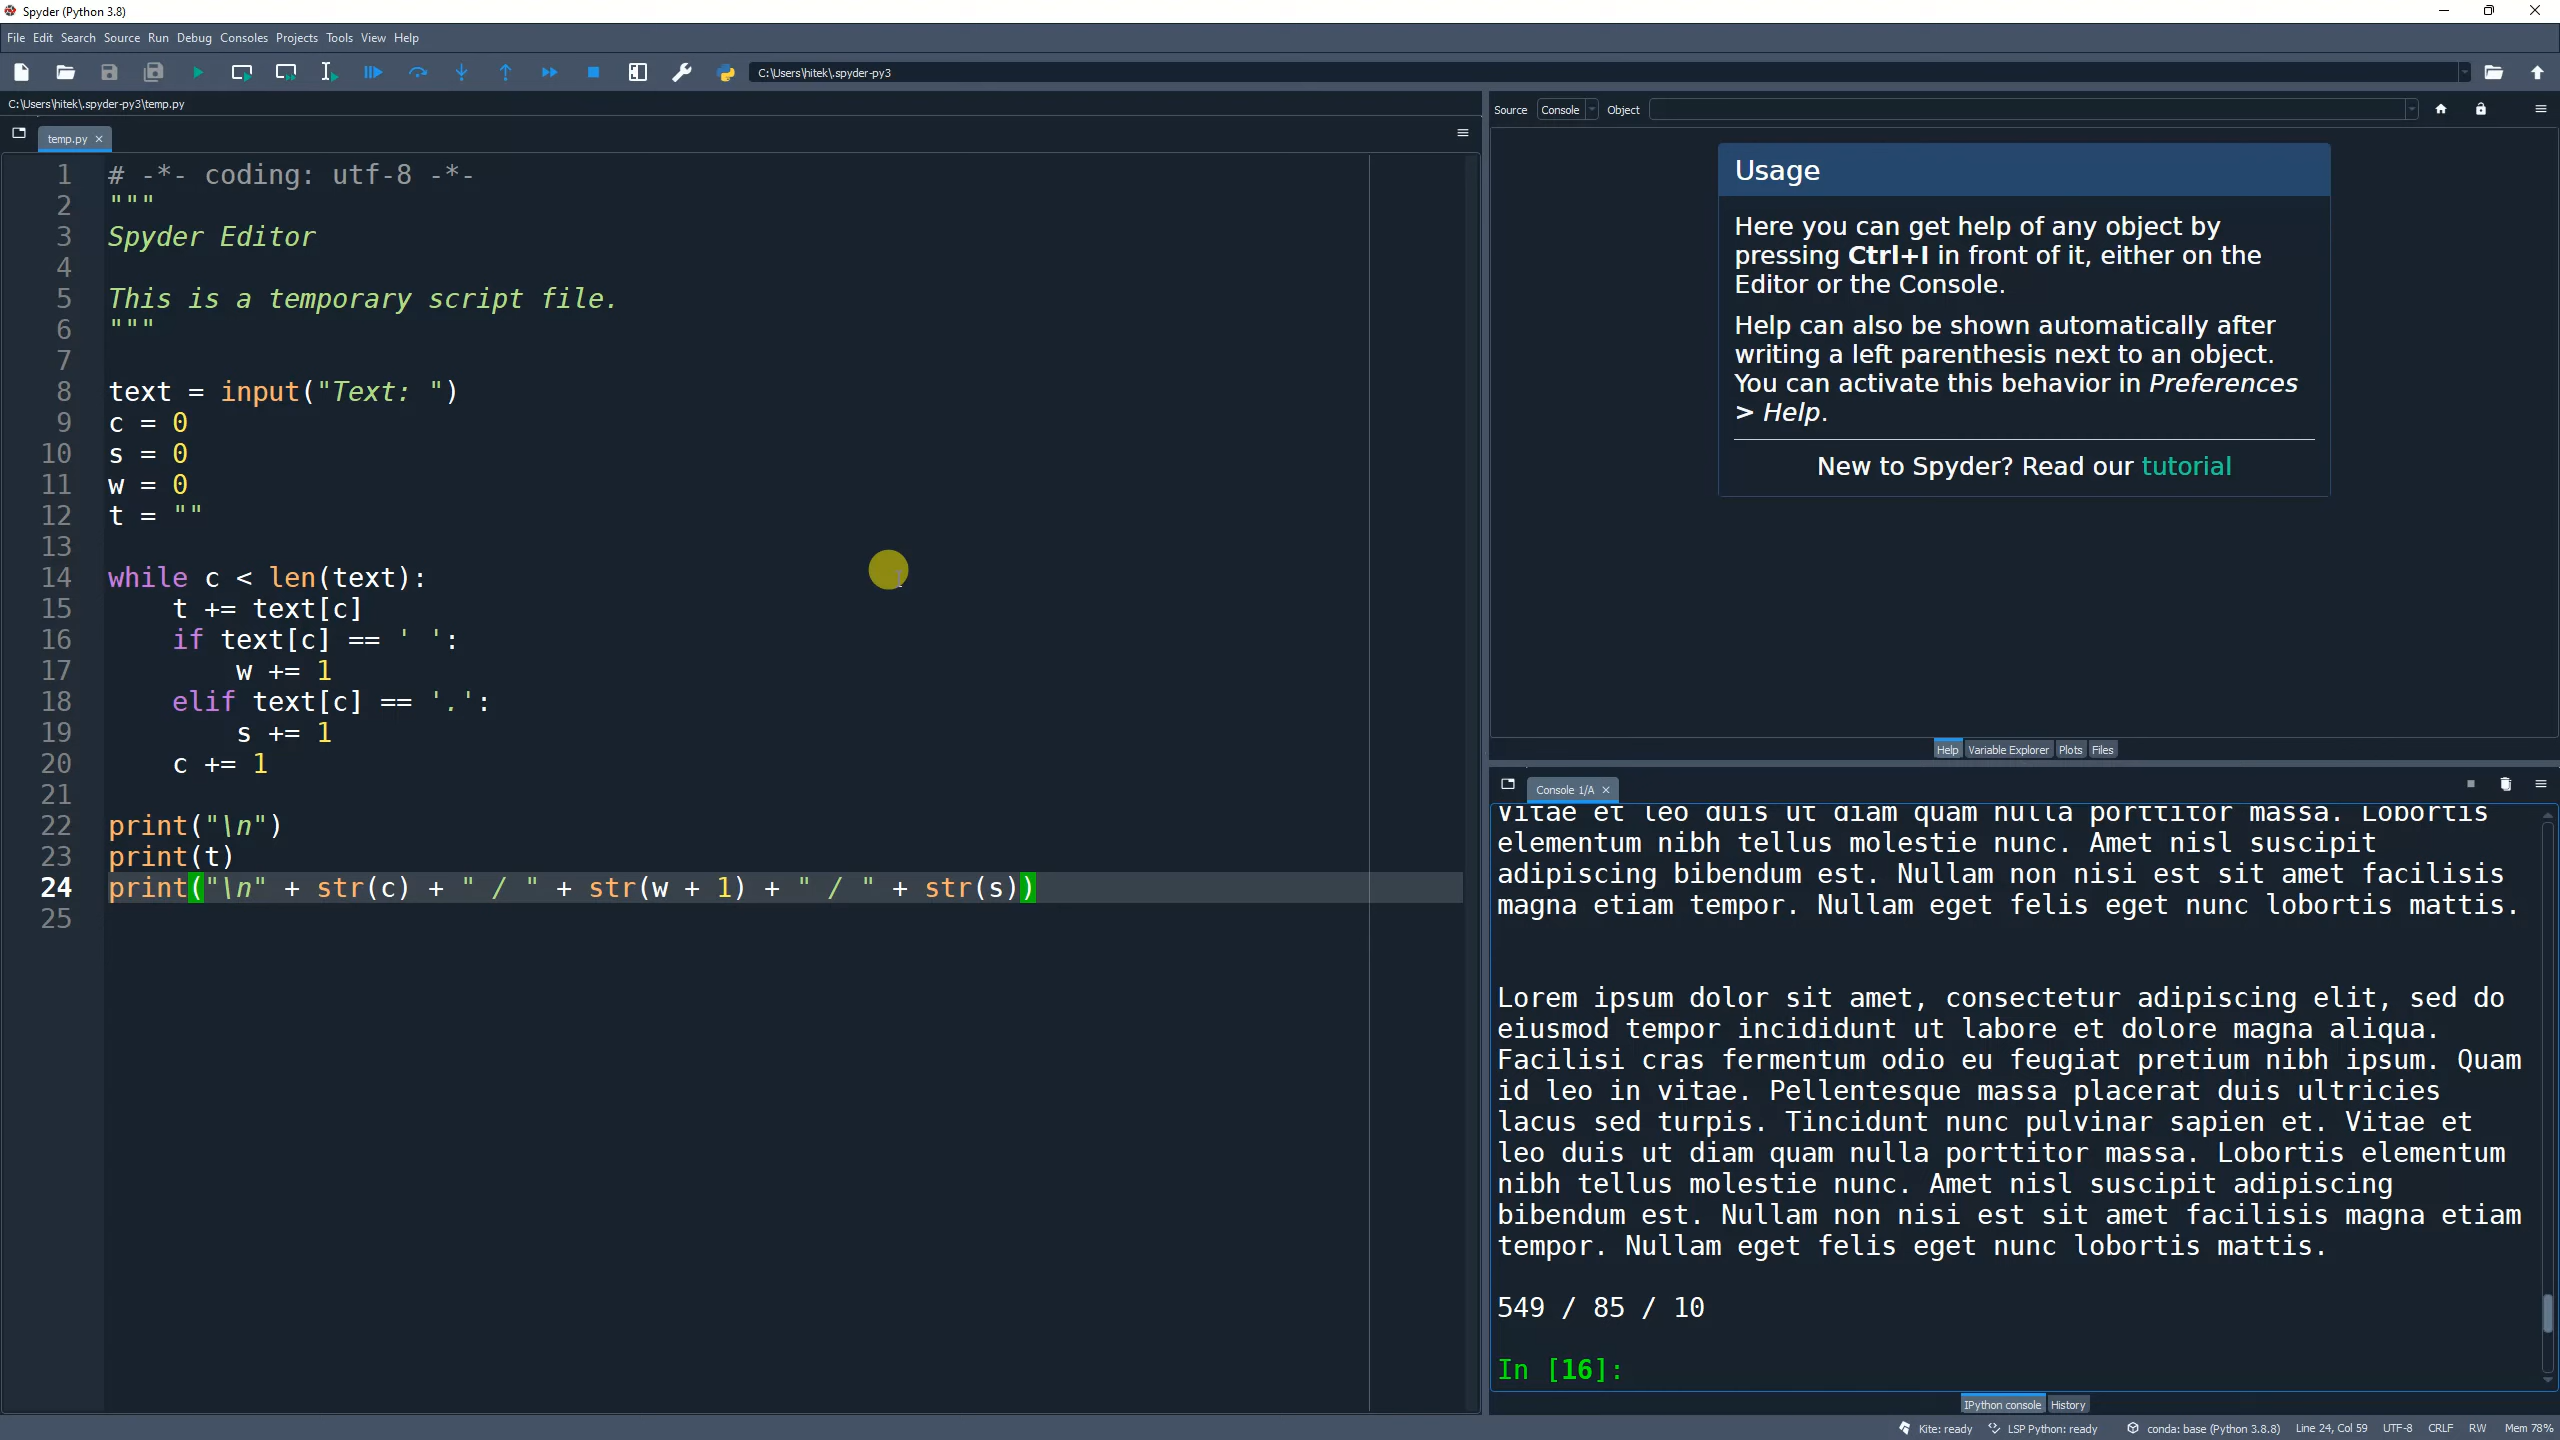 Spyder (Python 3.8)
File Edit Search Source Run Debug Consoles Projects Tools View Help
C:\Users\hitek\.spyder-py3
C:\Users\hitek\.spyder-py3\temp.py
temp.py
1 # -*- coding: utf-8 -*-
2 """
3 Spyder Editor
4
5 This is a temporary script file.
6 """
7
8 text = input("Text: ")
9 c = 0
10 s = 0
11 w = 0
12 t = ""
13
14 while c < len(text):
15     t += text[c]
16     if text[c] == ' ':
17         w += 1
18     elif text[c] == '.':
19         s += 1
20     c += 1
21
22 print("\n")
23 print(t)
24 print("\n" + str(c) + " / " + str(w + 1) + " / " + str(s))
25
Source Console Object
Usage
Here you can get help of any object by
pressing Ctrl+I in front of it, either on the
Editor or the Console.
Help can also be shown automatically after
writing a left parenthesis next to an object.
You can activate this behavior in Preferences
> Help.
New to Spyder? Read our tutorial
Help Variable Explorer Plots Files
Console 1/A
Vitae et leo duis ut diam quam nulla porttitor massa. Lobortis
elementum nibh tellus molestie nunc. Amet nisl suscipit
adipiscing bibendum est. Nullam non nisi est sit amet facilisis
magna etiam tempor. Nullam eget felis eget nunc lobortis mattis.
Lorem ipsum dolor sit amet, consectetur adipiscing elit, sed do
eiusmod tempor incididunt ut labore et dolore magna aliqua.
Facilisi cras fermentum odio eu feugiat pretium nibh ipsum. Quam
id leo in vitae. Pellentesque massa placerat duis ultricies
lacus sed turpis. Tincidunt nunc pulvinar sapien et. Vitae et
leo duis ut diam quam nulla porttitor massa. Lobortis elementum
nibh tellus molestie nunc. Amet nisl suscipit adipiscing
bibendum est. Nullam non nisi est sit amet facilisis magna etiam
tempor. Nullam eget felis eget nunc lobortis mattis.
549 / 85 / 10
In [16]:
IPython console History
Kite: ready LSP Python: ready conda: base (Python 3.8.8) Line 24, Col 59 UTF-8 CRLF RW Mem 78%